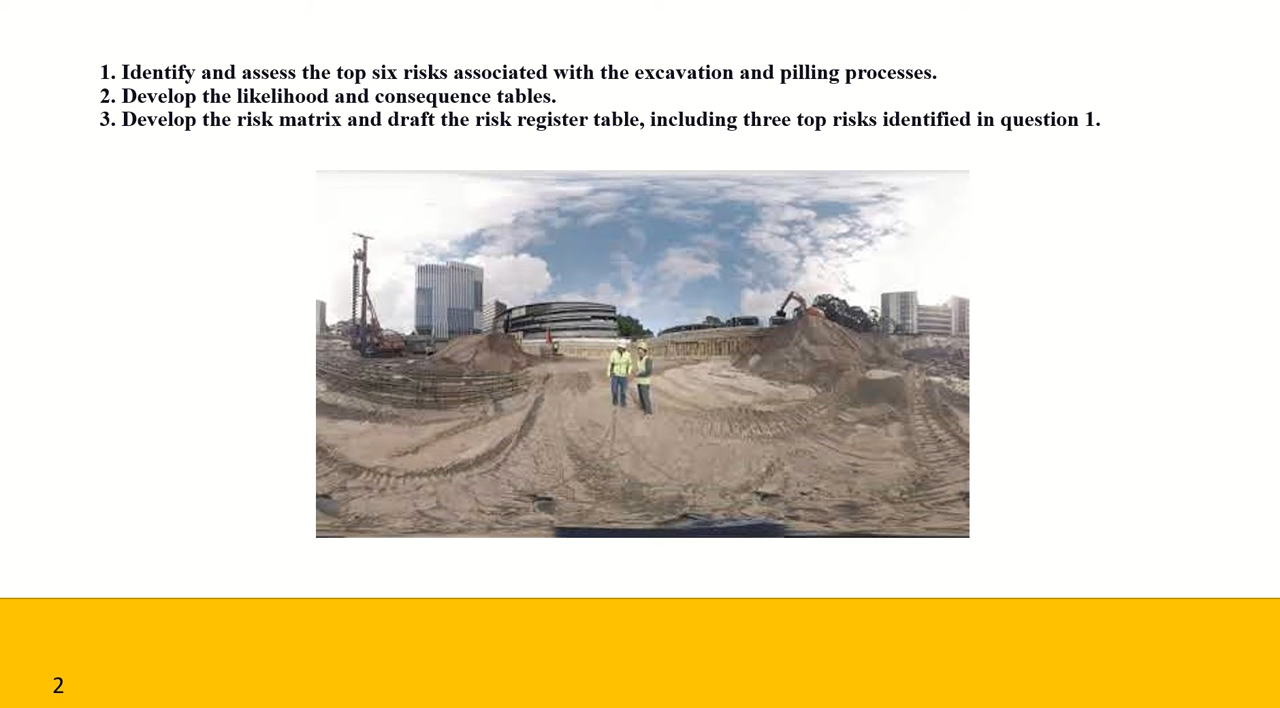 1. Identify and assess the top six risks associated with the excavation and pilling processes.
2. Develop the likelihood and consequence tables.
3. Develop the risk matrix and draft the risk register table, including three top risks identified in question 1.
2